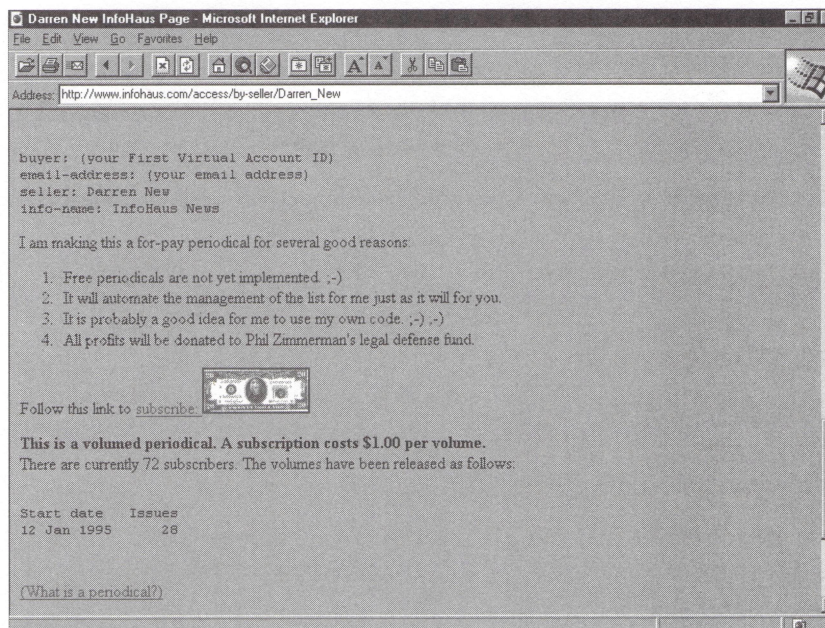 Darren New InfoHaus Page - Microsoft Internet Explorer
File Edit View Go Favorites Help
Address: http://www.infohaus.com/access/by-seller/Darren_New
buyer: (your First Virtual Account ID)
email-address: (your email address)
seller: Darren New
info-name: InfoHaus News
I am making this a for-pay periodical for several good reasons:
1. Free periodicals are not yet implemented. ;-)
2. It will automate the management of the list for me just as it will for you.
3. It is probably a good idea for me to use my own code. ;-) ;-)
4. All profits will be donated to Phil Zimmerman's legal defense fund.
Follow this link to subscribe:
This is a volumed periodical. A subscription costs $1.00 per volume.
There are currently 72 subscribers. The volumes have been released as follows:
Start date Issues
12 Jan 1995 28
(What is a periodical?)